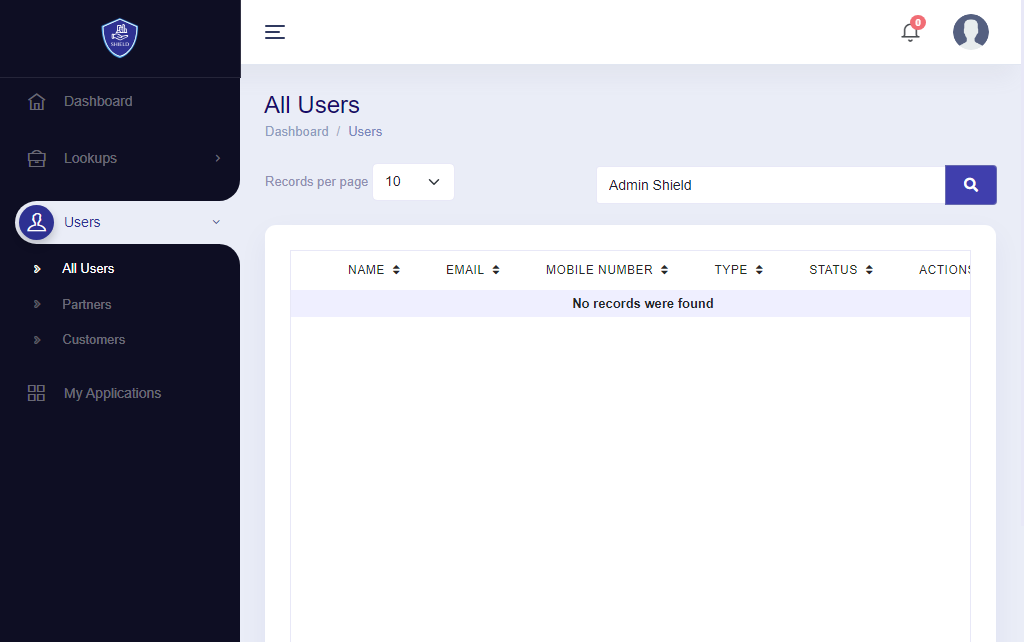 SHIELD
0
Dashboard
Lookups
Users
All Users
Partners
Customers
My Applications
All Users
Dashboard / Users
Records per page 10
Admin Shield
NAME EMAIL MOBILE NUMBER TYPE STATUS ACTIONS
No records were found